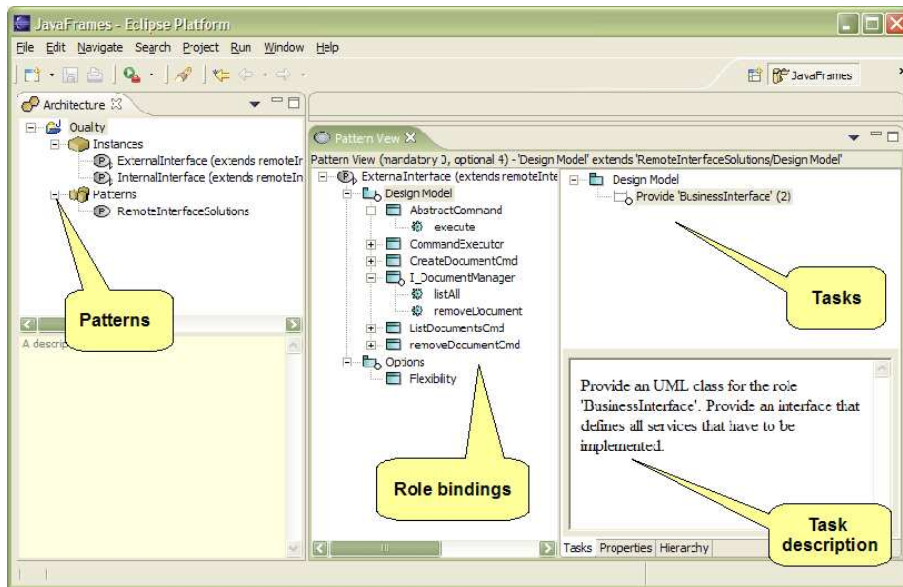 JavaFrames - Eclipse Platform
File Edit Navigate Search Project Run Window Help
JavaFrames
Architecture
Oualty
Instances
ExternalInterface (extends remoteIr
InternalInterface (extends remoteIn
Patterns
RemoteInterfaceSolutions
Patterns
A descrip
Pattern View
Pattern View (mandatory 0, optional 4) - 'Design Model' extends 'RemoteInterfaceSolutions/Design Model'
ExternaInterface (extends remoteInte
Design Model
AbstractCommand
execute
CommandExecutor
CreateDocumentCmd
I_DocumentManager
listAll
removeDocument
ListDocumentsCmd
removeDocumentCmd
Options
Flexibility
Role bindings
Design Model
Provide 'BusinessInterface' (2)
Tasks
Provide an UML class for the role
'BusinessInterface'. Provide an interface that
defines all services that have to be
implemented.
Task
description
Tasks Properties Hierarchy